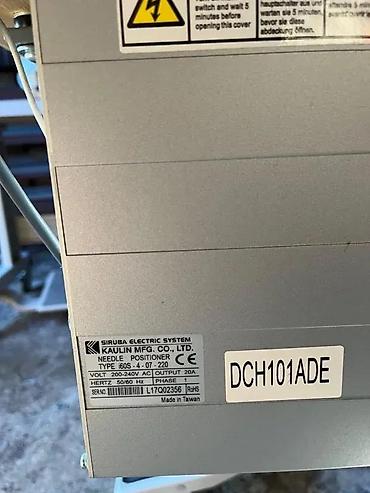 switch and wait 5
minutes before
opening this cover
hauptschalter aus und
warten sie 5 minuten,
bevor sie diese
abdeckung öffnen.
SIRUBA ELECTRIC SYSTEM
KAULIN MFG. CO., LTD.
NEEDLE POSITIONER
TYPE i60S-4-07-220
CE
VOLT 200-240V AC OUTPUT 20A
HERTZ 50/60 Hz PHASE 1
SER.NO. L17Q02356 RoHS
Made in Taiwan
DCH101ADE